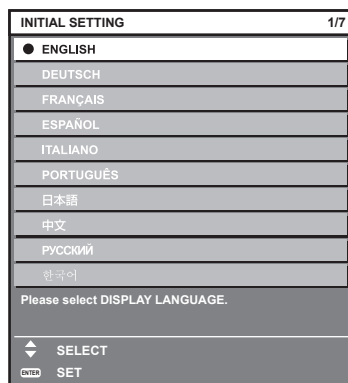 INITIAL SETTING 1/7
ENGLISH
DEUTSCH
FRANÇAIS
ESPAÑOL
ITALIANO
PORTUGUÊS
日本語
中文
РУССКИЙ
한국어
Please select DISPLAY LANGUAGE.
SELECT
ENTER SET